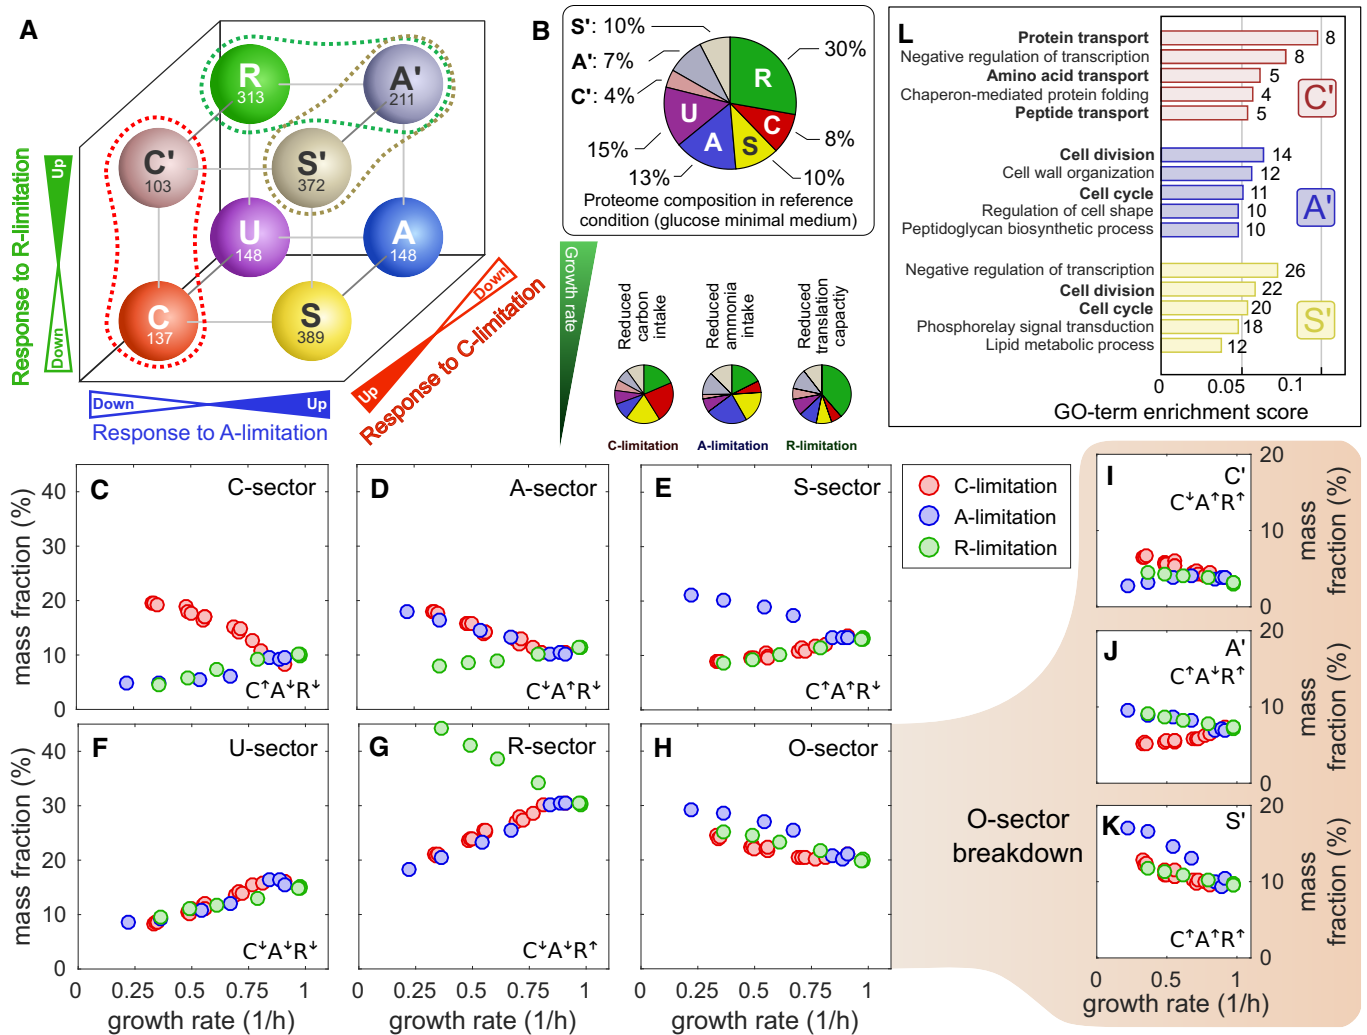 A
R
313
A'
211
C'
103
S'
372
U
148
A
148
C
137
S
389
Response to R-limitation
Up
Down
Down
Up
Response to A-limitation
Up
Down
Response to C-limitation
B
S': 10%
A': 7%
C': 4%
15%
13%
10%
8%
30%
R
C
S
A
U
Proteome composition in reference
condition (glucose minimal medium)
Growth rate
Reduced
carbon
intake
Reduced
ammonia
intake
Reduced
translation
capactiy
C-limitation
A-limitation
R-limitation
L
Protein transport 8
Negative regulation of transcription 8
Amino acid transport 5
Chaperon-mediated protein folding 4
Peptide transport 5
C'
Cell division 14
Cell wall organization 12
Cell cycle 11
Regulation of cell shape 10
Peptidoglycan biosynthetic process 10
A'
Negative regulation of transcription 26
Cell division 22
Cell cycle 20
Phosphorelay signal transduction 18
Lipid metabolic process 12
S'
0 0.05 0.1
GO-term enrichment score
C
C-sector
C↑A↓R↓
mass fraction (%)
40
30
20
10
0
D
A-sector
C↓A↑R↓
E
S-sector
C↑A↑R↓
C-limitation
A-limitation
R-limitation
F
U-sector
C↓A↓R↓
mass fraction (%)
40
30
20
10
0
0 0.25 0.5 0.75 1
growth rate (1/h)
G
R-sector
C↓A↓R↑
0 0.25 0.5 0.75 1
growth rate (1/h)
H
O-sector
0 0.25 0.5 0.75 1
growth rate (1/h)
O-sector
breakdown
I
C'
C↓A↑R↑
20
10
0
mass
fraction (%)
J
A'
C↑A↓R↑
20
10
0
mass
fraction (%)
K
S'
C↑A↑R↑
20
10
0
mass
fraction (%)
0 0.5 1
growth rate (1/h)